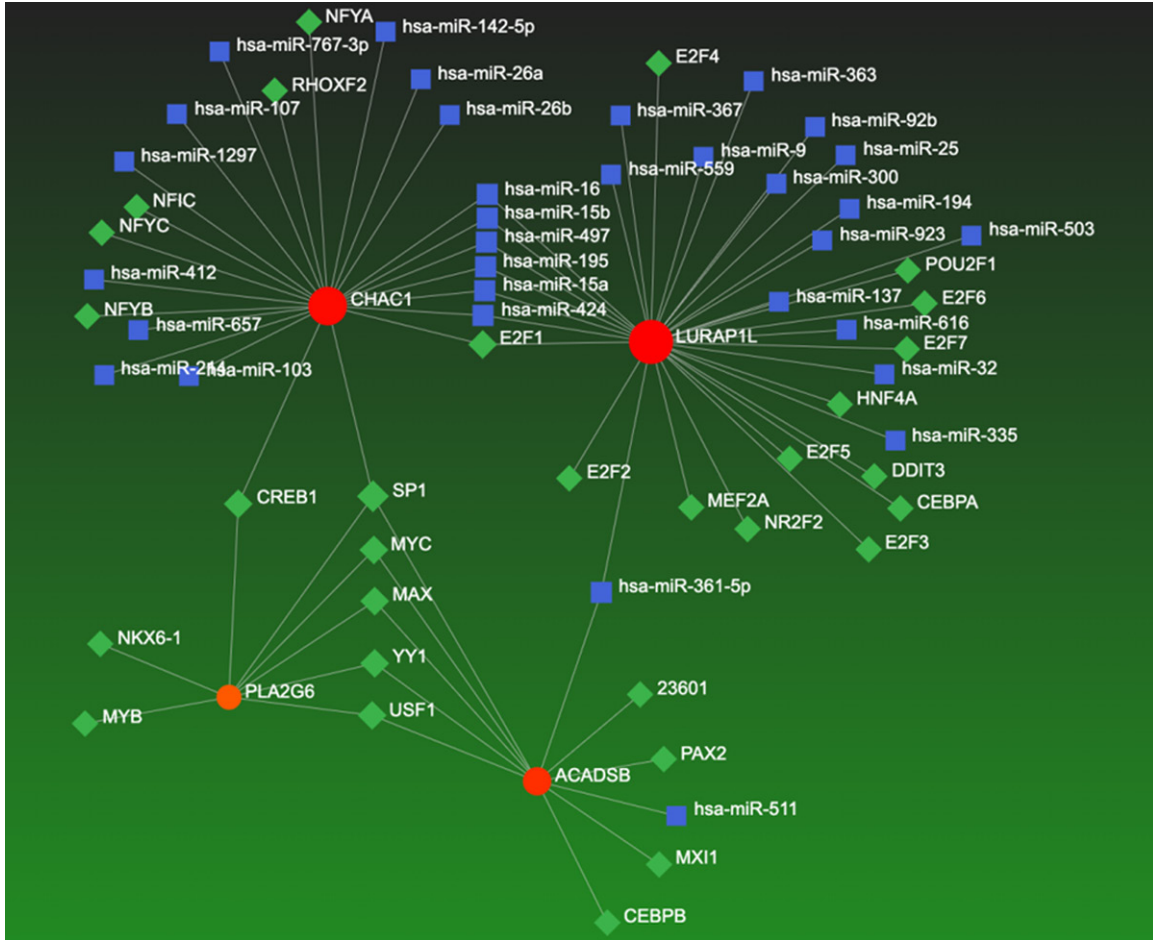 NFYA
hsa-miR-142-5p
hsa-miR-767-3p
E2F4
hsa-miR-26a
hsa-miR-363
RHOXF2
hsa-miR-107
hsa-miR-26b
hsa-miR-367
hsa-miR-92b
hsa-miR-1297
hsa-miR-9
hsa-miR-25
hsa-miR-559
hsa-miR-300
hsa-miR-16
NFIC
hsa-miR-15b
hsa-miR-194
NFYC
hsa-miR-497
hsa-miR-923
hsa-miR-503
hsa-miR-195
POU2F1
hsa-miR-412
hsa-miR-15a
CHAC1
hsa-miR-137
E2F6
NFYB
hsa-miR-424
hsa-miR-657
hsa-miR-616
E2F1
LURAP1L
E2F7
hsa-miR-103
hsa-miR-32
HNF4A
hsa-miR-335
E2F5
E2F2
DDIT3
CREB1
SP1
MEF2A
CEBPA
NR2F2
MYC
E2F3
hsa-miR-361-5p
MAX
NKX6-1
YY1
PLA2G6
23601
MYB
USF1
PAX2
ACADSB
hsa-miR-511
MXI1
CEBPB